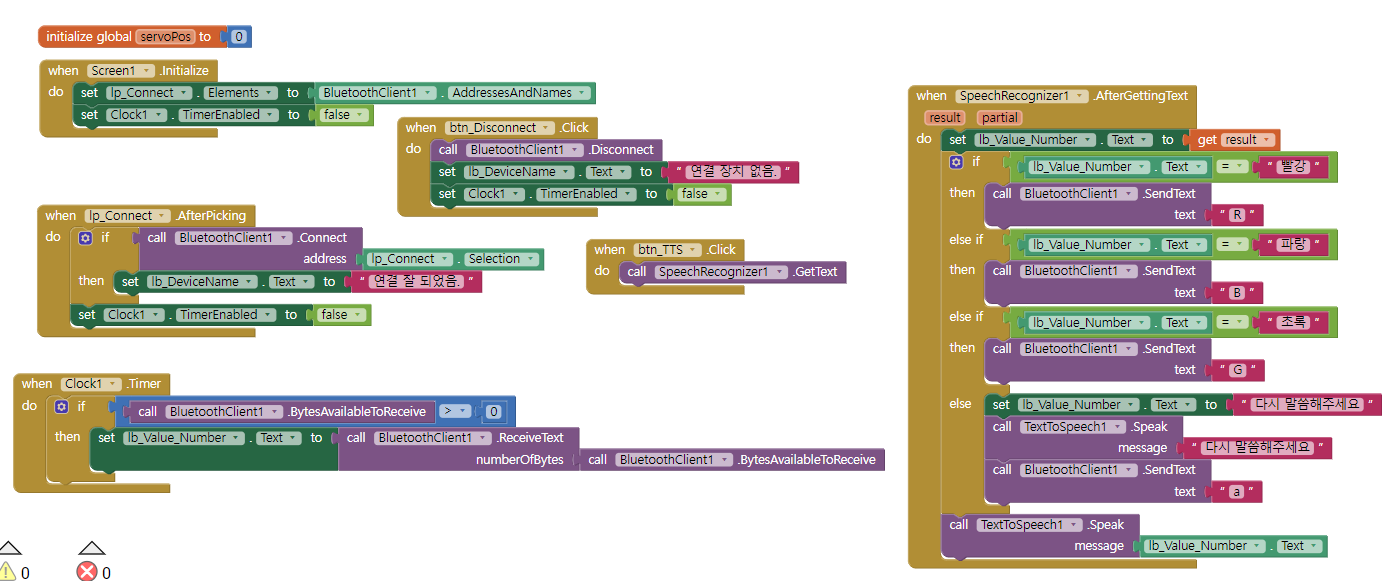 initialize global servoPos to 0
when Screen1 .Initialize
do set lp_Connect . Elements to BluetoothClient1 . AddressesAndNames
set Clock1 . TimerEnabled to false
when btn_Disconnect .Click
do call BluetoothClient1 .Disconnect
set lb_DeviceName . Text to " 연결 장치 없음. "
set Clock1 . TimerEnabled to false
when lp_Connect .AfterPicking
do if call BluetoothClient1 .Connect
address lp_Connect . Selection
then set lb_DeviceName . Text to " 연결 잘 되었음. "
set Clock1 . TimerEnabled to false
when btn_TTS .Click
do call SpeechRecognizer1 .GetText
when Clock1 .Timer
do if call BluetoothClient1 .BytesAvailableToReceive > 0
then set lb_Value_Number . Text to call BluetoothClient1 .ReceiveText
numberOfBytes call BluetoothClient1 .BytesAvailableToReceive
when SpeechRecognizer1 .AfterGettingText
result partial
do set lb_Value_Number . Text to get result
if lb_Value_Number . Text = " 빨강 "
then call BluetoothClient1 .SendText
text " R "
else if lb_Value_Number . Text = " 파랑 "
then call BluetoothClient1 .SendText
text " B "
else if lb_Value_Number . Text = " 초록 "
then call BluetoothClient1 .SendText
text " G "
else set lb_Value_Number . Text to " 다시 말씀해주세요 "
call TextToSpeech1 .Speak
message " 다시 말씀해주세요 "
call BluetoothClient1 .SendText
text " a "
call TextToSpeech1 .Speak
message lb_Value_Number . Text
0 0